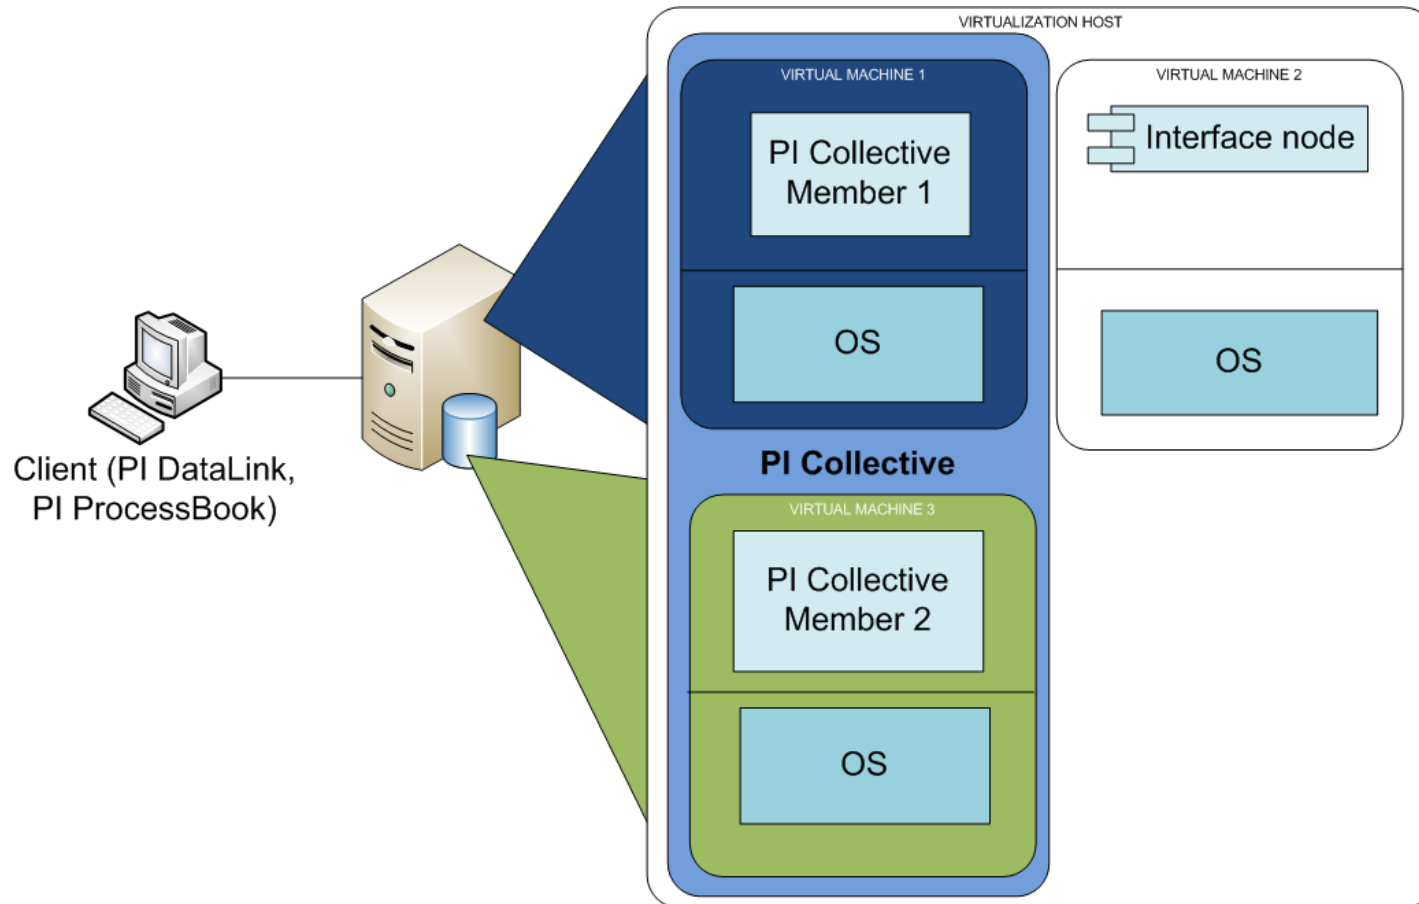 VIRTUALIZATION HOST
VIRTUAL MACHINE 1
VIRTUAL MACHINE 2
PI Collective
Member 1
Interface node
OS
OS
Client (PI DataLink,
PI ProcessBook)
PI Collective
VIRTUAL MACHINE 3
PI Collective
Member 2
OS